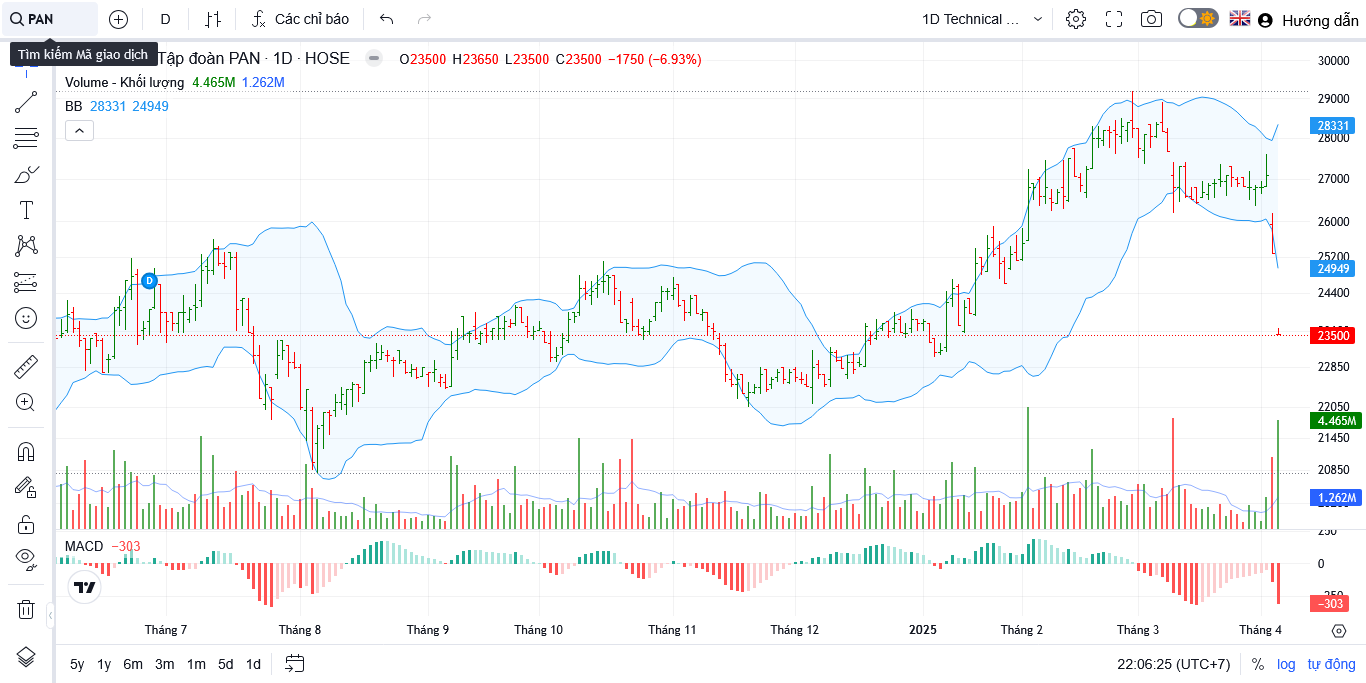 PAN
D
Các chỉ báo
1D Technical ...
Hướng dẫn
Tìm kiếm Mã giao dịch
Tập đoàn PAN · 1D · HOSE
O23500 H23650 L23500 C23500 −1750 (−6.93%)
Volume - Khối lượng 4.465M 1.262M
BB 28331 24949
30000
29000
28331
28000
27000
26000
25200
24949
24400
23500
22850
22050
4.465M
21450
20850
1.262M
D
250
MACD −303
0
−303
Tháng 7
Tháng 8
Tháng 9
Tháng 10
Tháng 11
Tháng 12
2025
Tháng 2
Tháng 3
Tháng 4
5y 1y 6m 3m 1m 5d 1d
22:06:25 (UTC+7)
% log tự động